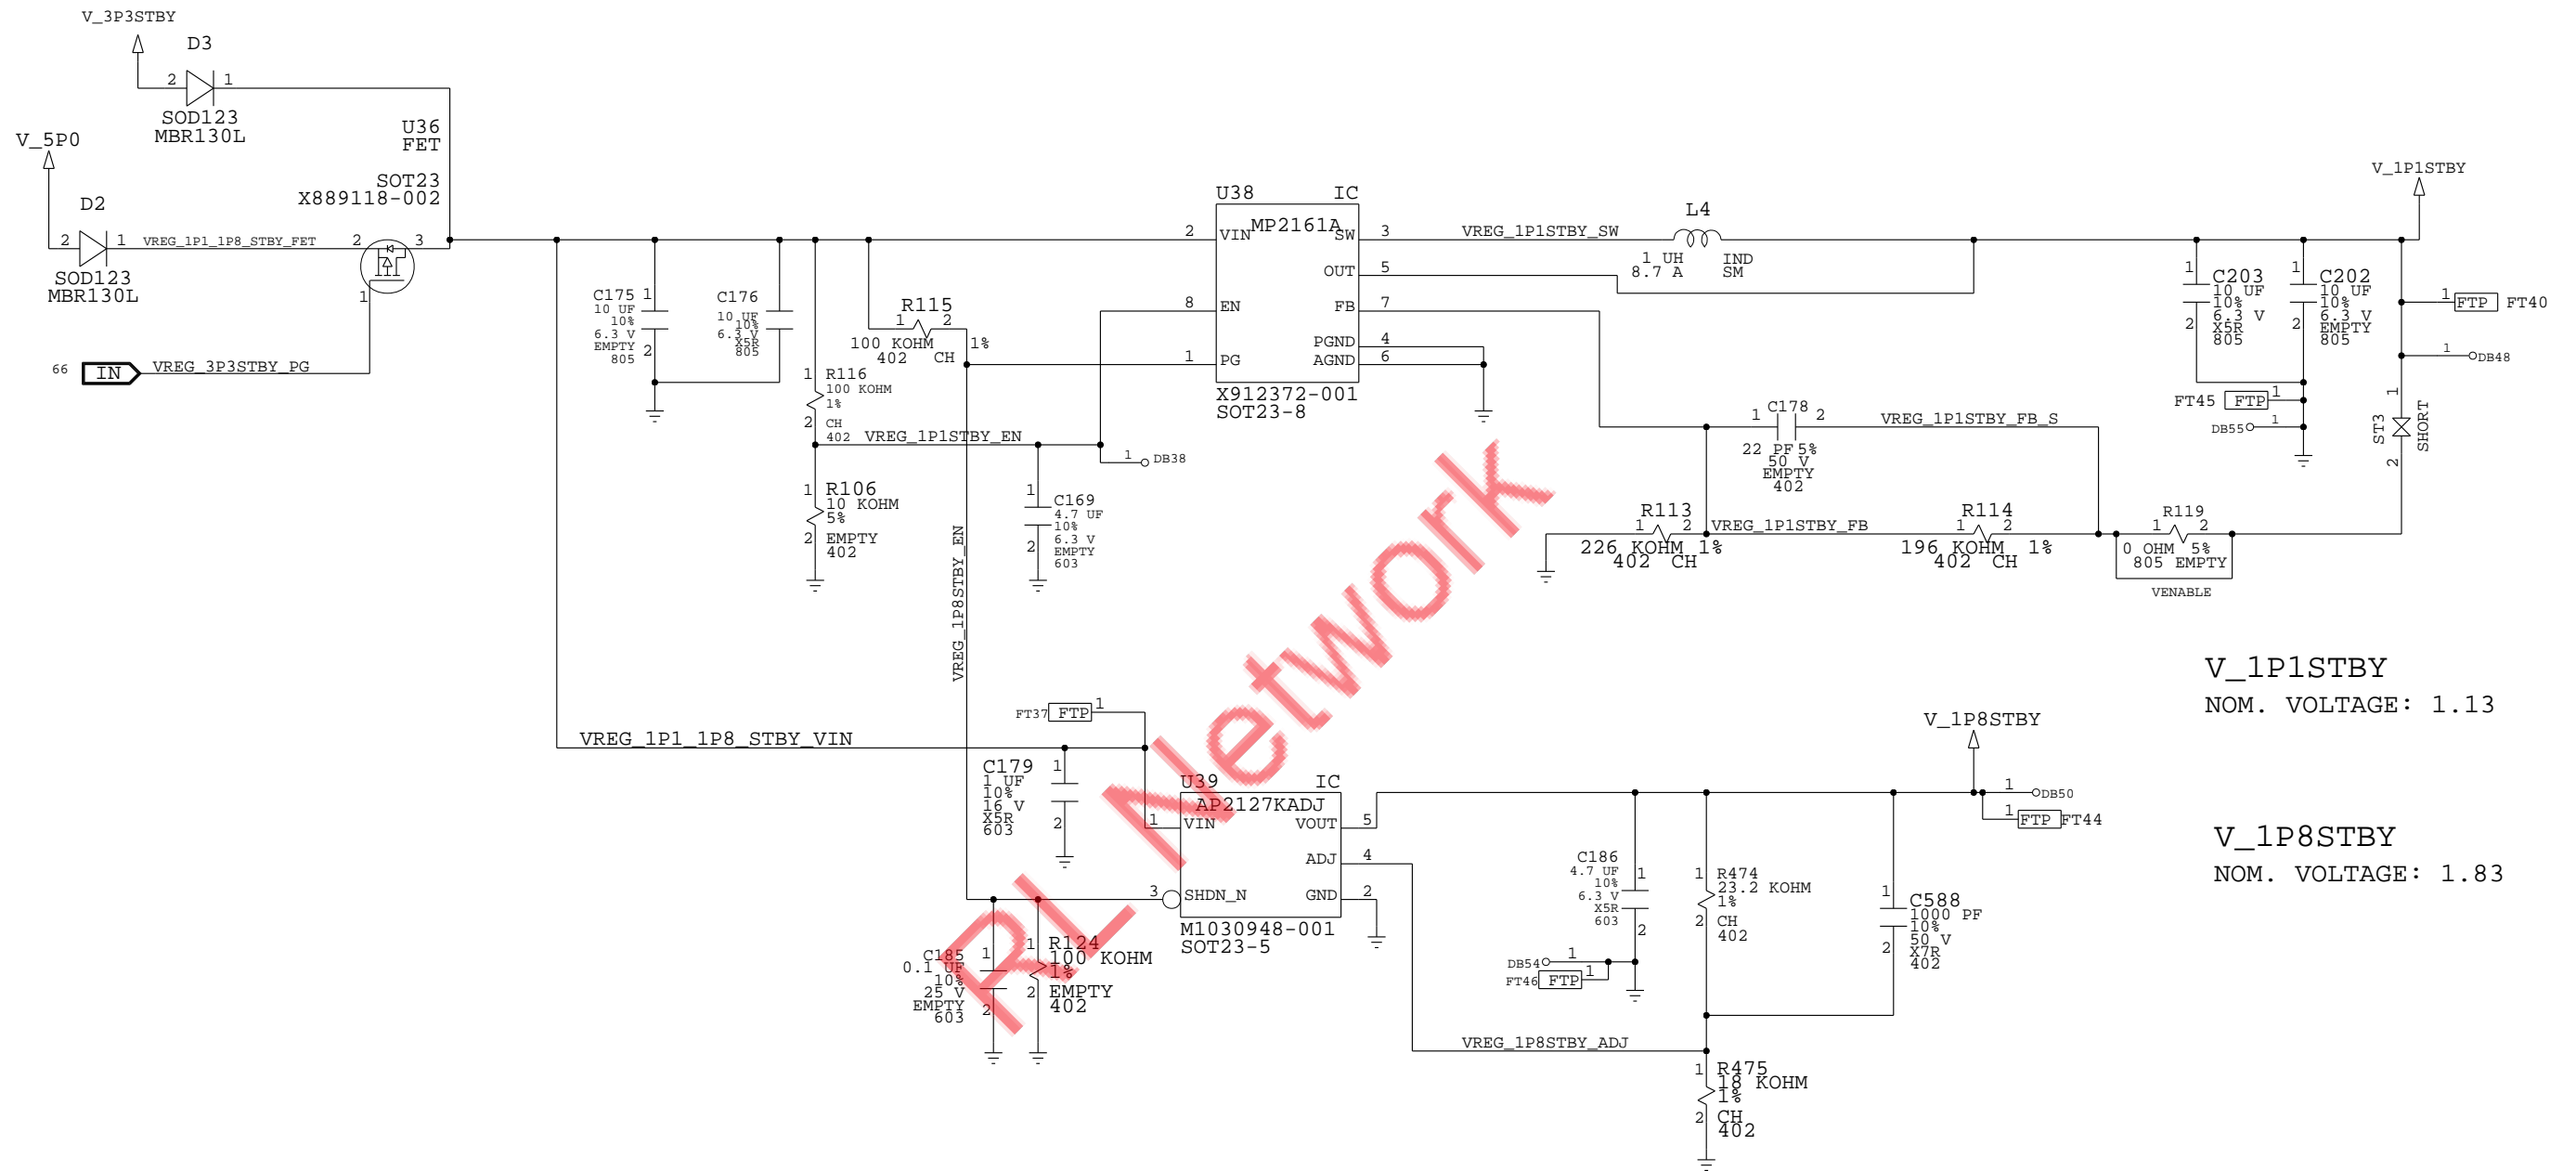 V_3P3STBY
D3
2 1
SOD123
MBR130L
V_5P0
U36
FET
SOT23
X889118-002
D2
2 1 VREG_1P1_1P8_STBY_FET 2 3
SOD123
MBR130L
1
66 IN VREG_3P3STBY_PG
C175 1
10 UF
10%
6.3 V
EMPTY 2
805
C176 1
10 UF
10%
6.3 V
X5R
805
R115
1 2
100 KOHM 1%
402 CH
1 R116
100 KOHM
1%
2 CH
402
VREG_1P1STBY_EN
1 DB38
1 R106
10 KOHM
5%
2 EMPTY
402
1 C169
4.7 UF
10%
6.3 V
2 EMPTY
603
VREG_1P8STBY_EN
U38 IC
MP2161A
2 VIN SW 3
OUT 5
8 EN FB 7
PGND 4
1 PG AGND 6
X912372-001
SOT23-8
VREG_1P1STBY_SW
L4
1 UH IND
8.7 A SM
V_1P1STBY
1 C203
10 UF
10%
6.3 V
2 X5R
805
1 C202
10 UF
10%
6.3 V
2 EMPTY
805
1 FTP FT40
1 DB48
FT45 FTP 1
DB55 1
1
ST3
SHORT
2
1 C178 2 VREG_1P1STBY_FB_S
22 PF 5%
50 V
EMPTY
402
R113
1 2 VREG_1P1STBY_FB
226 KOHM 1%
402 CH
R114
1 2
196 KOHM 1%
402 CH
R119
1 2
0 OHM 5%
805 EMPTY
VENABLE
V_1P1STBY
NOM. VOLTAGE: 1.13
FT37 FTP 1
VREG_1P1_1P8_STBY_VIN
C179 1
1 UF
10%
16 V
X5R 2
603
U39 IC
AP2127KADJ
1 VIN VOUT 5
ADJ 4
3 SHDN_N GND 2
M1030948-001
SOT23-5
C185 1
0.1 UF
10%
25 V
EMPTY 2
603
1 R124
100 KOHM
1%
2 EMPTY
402
V_1P8STBY
1 DB50
1 FTP FT44
C186
4.7 UF 1
10%
6.3 V
X5R
603 2
DB54 1
FT46 FTP 1
1 R474
23.2 KOHM
1%
2 CH
402
1 C588
1000 PF
10%
50 V
2 X7R
402
VREG_1P8STBY_ADJ
1 R475
18 KOHM
1%
2 CH
402
V_1P8STBY
NOM. VOLTAGE: 1.83
RL Network